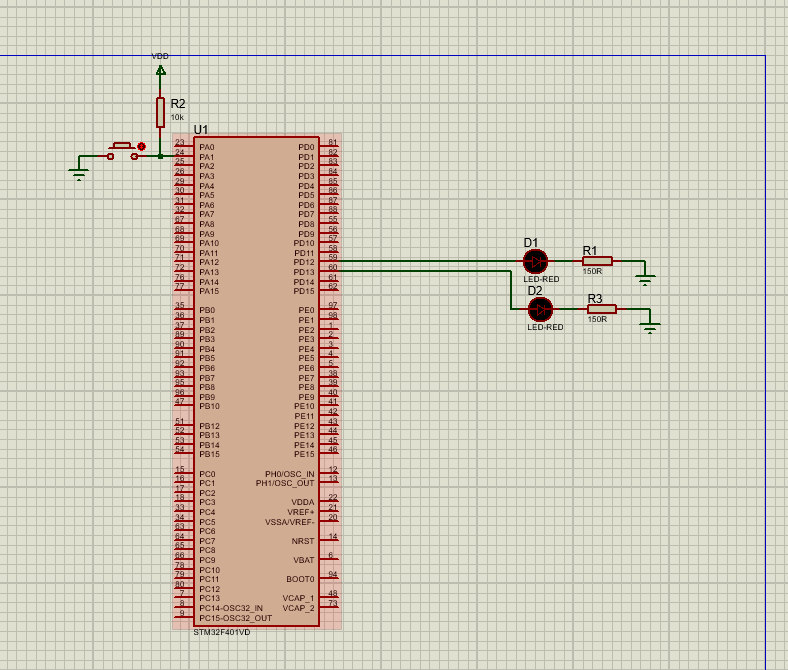 VDD
R2
10k
U1
23 PA0 PD0 81
24 PA1 PD1 82
25 PA2 PD2 83
26 PA3 PD3 84
29 PA4 PD4 85
30 PA5 PD5 86
31 PA6 PD6 87
32 PA7 PD7 88
67 PA8 PD8 55
68 PA9 PD9 56
69 PA10 PD10 57
70 PA11 PD11 58
71 PA12 PD12 59
72 PA13 PD13 60
76 PA14 PD14 61
77 PA15 PD15 62
35 PB0 PE0 97
36 PB1 PE1 98
37 PB2 PE2 1
89 PB3 PE3 2
90 PB4 PE4 3
91 PB5 PE5 4
92 PB6 PE6 5
93 PB7 PE7 38
95 PB8 PE8 39
96 PB9 PE9 40
47 PB10 PE10 41
PE11 42
51 PB12 PE12 43
52 PB13 PE13 44
53 PB14 PE14 45
54 PB15 PE15 46
15 PC0 PH0/OSC_IN 12
16 PC1 PH1/OSC_OUT 13
17 PC2
18 PC3 VDDA 22
33 PC4 VREF+ 21
34 PC5 VSSA/VREF- 20
63 PC6
64 PC7 NRST 14
65 PC8
66 PC9 VBAT 6
78 PC10
79 PC11 BOOT0 94
80 PC12
7 PC13 VCAP_1 48
8 PC14-OSC32_IN VCAP_2 73
9 PC15-OSC32_OUT
STM32F401VD
D1
LED-RED
R1
150R
D2
LED-RED
R3
150R